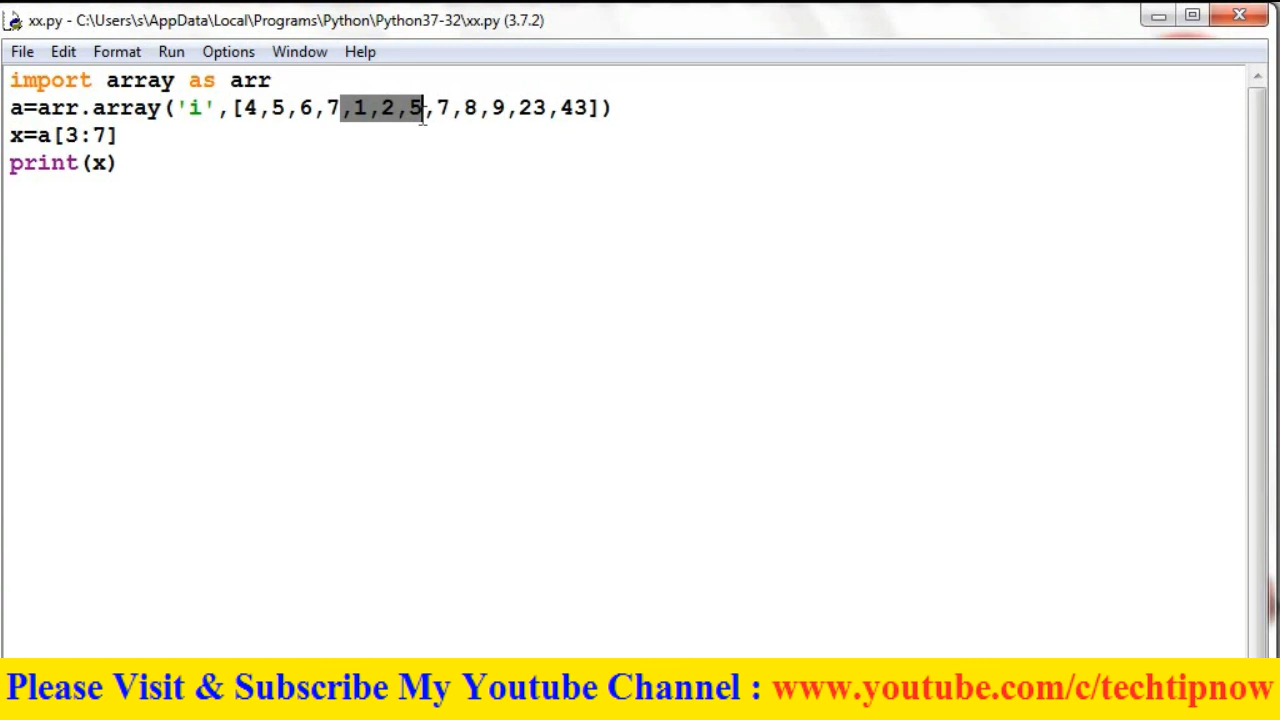 xx.py - C:\Users\s\AppData\Local\Programs\Python\Python37-32\xx.py (3.7.2)
File Edit Format Run Options Window Help
import array as arr
a=arr.array('i',[4,5,6,7,1,2,5,7,8,9,23,43])
x=a[3:7]
print(x)
Please Visit & Subscribe My Youtube Channel : www.youtube.com/c/techtipnow